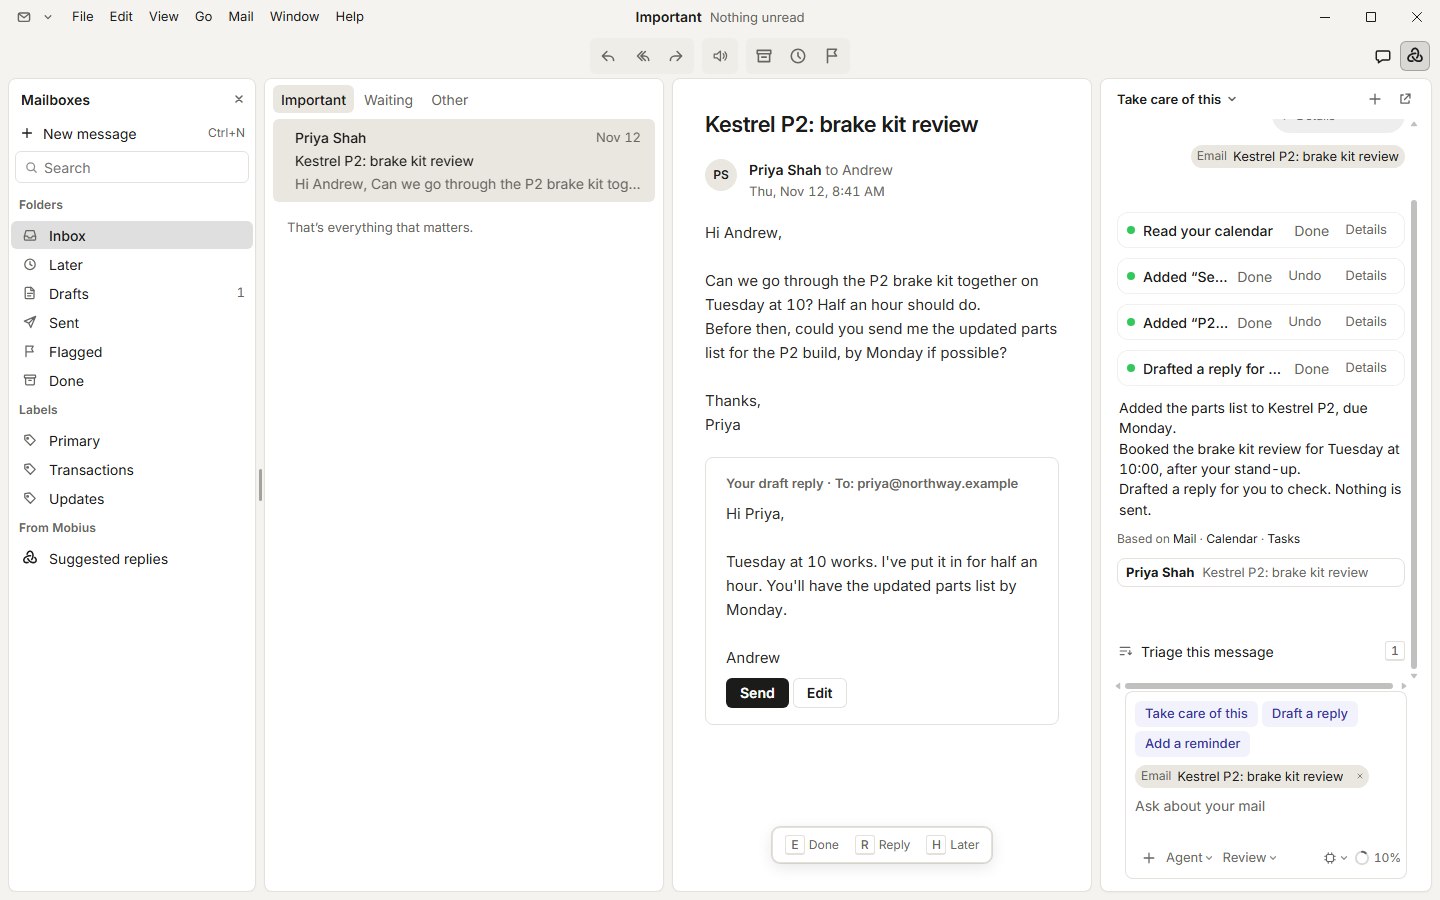 File Edit View Go Mail Window Help
Important Nothing unread
Mailboxes
New message Ctrl+N
Search
Folders
Inbox
Later
Drafts 1
Sent
Flagged
Done
Labels
Primary
Transactions
Updates
From Mobius
Suggested replies
Important Waiting Other
Priya Shah Nov 12
Kestrel P2: brake kit review
Hi Andrew, Can we go through the P2 brake kit tog...
That's everything that matters.
Kestrel P2: brake kit review
PS
Priya Shah to Andrew
Thu, Nov 12, 8:41 AM
Hi Andrew,
Can we go through the P2 brake kit together on
Tuesday at 10? Half an hour should do.
Before then, could you send me the updated parts
list for the P2 build, by Monday if possible?
Thanks,
Priya
Your draft reply · To: priya@northway.example
Hi Priya,
Tuesday at 10 works. I've put it in for half an
hour. You'll have the updated parts list by
Monday.
Andrew
Send Edit
E Done R Reply H Later
Take care of this
Email Kestrel P2: brake kit review
Read your calendar Done Details
Added “Se... Done Undo Details
Added “P2... Done Undo Details
Drafted a reply for ... Done Details
Added the parts list to Kestrel P2, due
Monday.
Booked the brake kit review for Tuesday at
10:00, after your stand-up.
Drafted a reply for you to check. Nothing is
sent.
Based on Mail · Calendar · Tasks
Priya Shah Kestrel P2: brake kit review
Triage this message 1
Take care of this Draft a reply
Add a reminder
Email Kestrel P2: brake kit review ×
Ask about your mail
Agent Review 10%